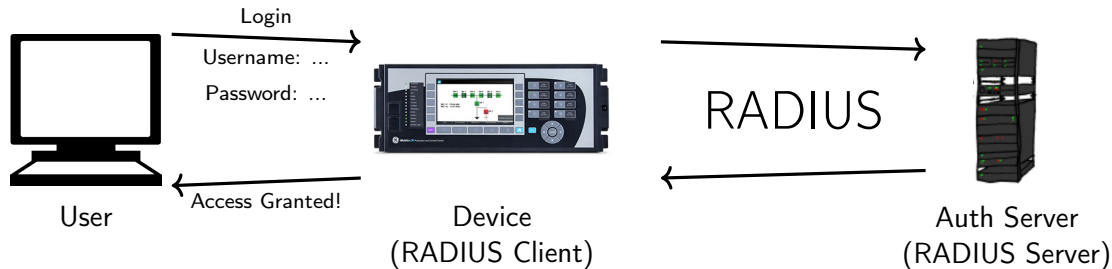 Login
Username: ...
Password: ...
Access Granted!
RADIUS
User
Device
(RADIUS Client)
Auth Server
(RADIUS Server)